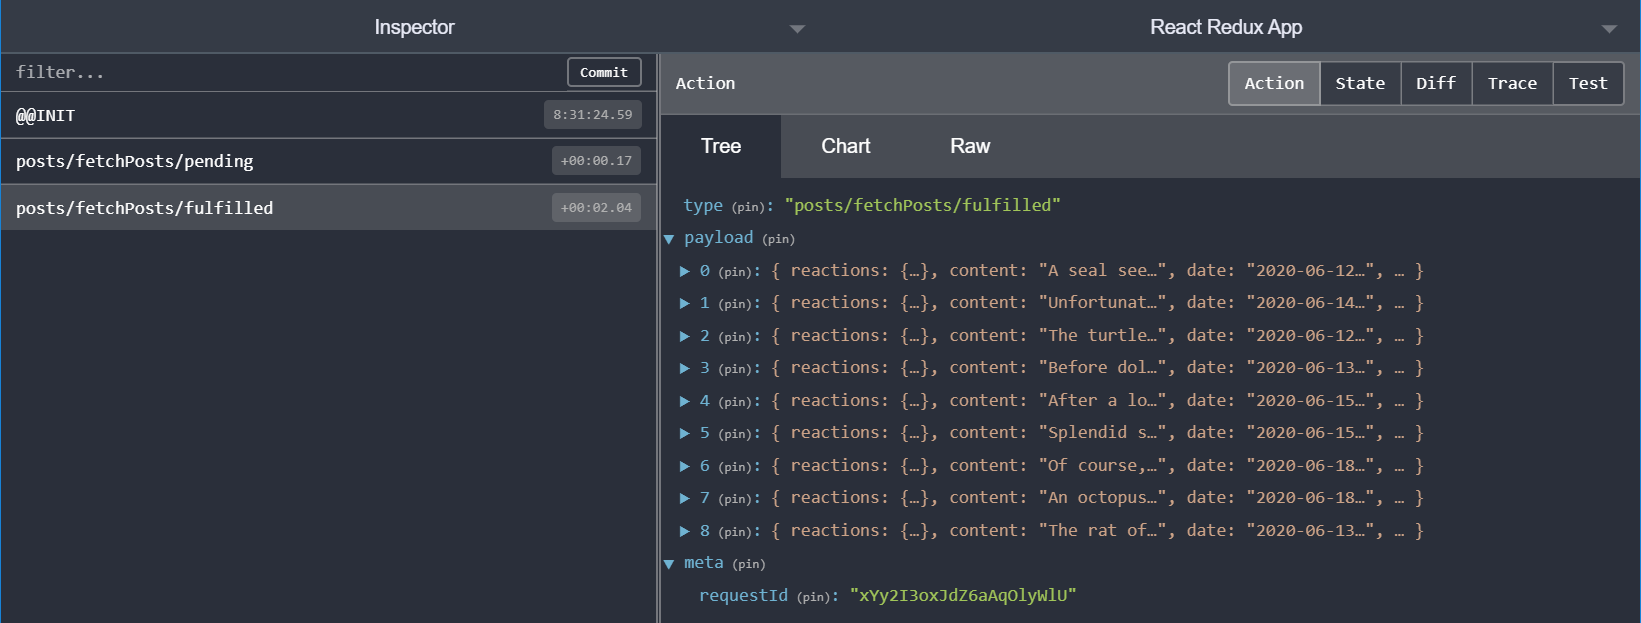 Inspector
React Redux App
filter...
Commit
@@INIT
8:31:24.59
posts/fetchPosts/pending
+00:00.17
posts/fetchPosts/fulfilled
+00:02.04
Action
Action State Diff Trace Test
Tree Chart Raw
type (pin): "posts/fetchPosts/fulfilled"
▼ payload (pin)
▶ 0 (pin): { reactions: {…}, content: "A seal see…", date: "2020-06-12…", … }
▶ 1 (pin): { reactions: {…}, content: "Unfortunat…", date: "2020-06-14…", … }
▶ 2 (pin): { reactions: {…}, content: "The turtle…", date: "2020-06-12…", … }
▶ 3 (pin): { reactions: {…}, content: "Before dol…", date: "2020-06-13…", … }
▶ 4 (pin): { reactions: {…}, content: "After a lo…", date: "2020-06-15…", … }
▶ 5 (pin): { reactions: {…}, content: "Splendid s…", date: "2020-06-15…", … }
▶ 6 (pin): { reactions: {…}, content: "Of course,…", date: "2020-06-18…", … }
▶ 7 (pin): { reactions: {…}, content: "An octopus…", date: "2020-06-18…", … }
▶ 8 (pin): { reactions: {…}, content: "The rat of…", date: "2020-06-13…", … }
▼ meta (pin)
requestId (pin): "xYy2I3oxJdZ6aAqOlyWlU"